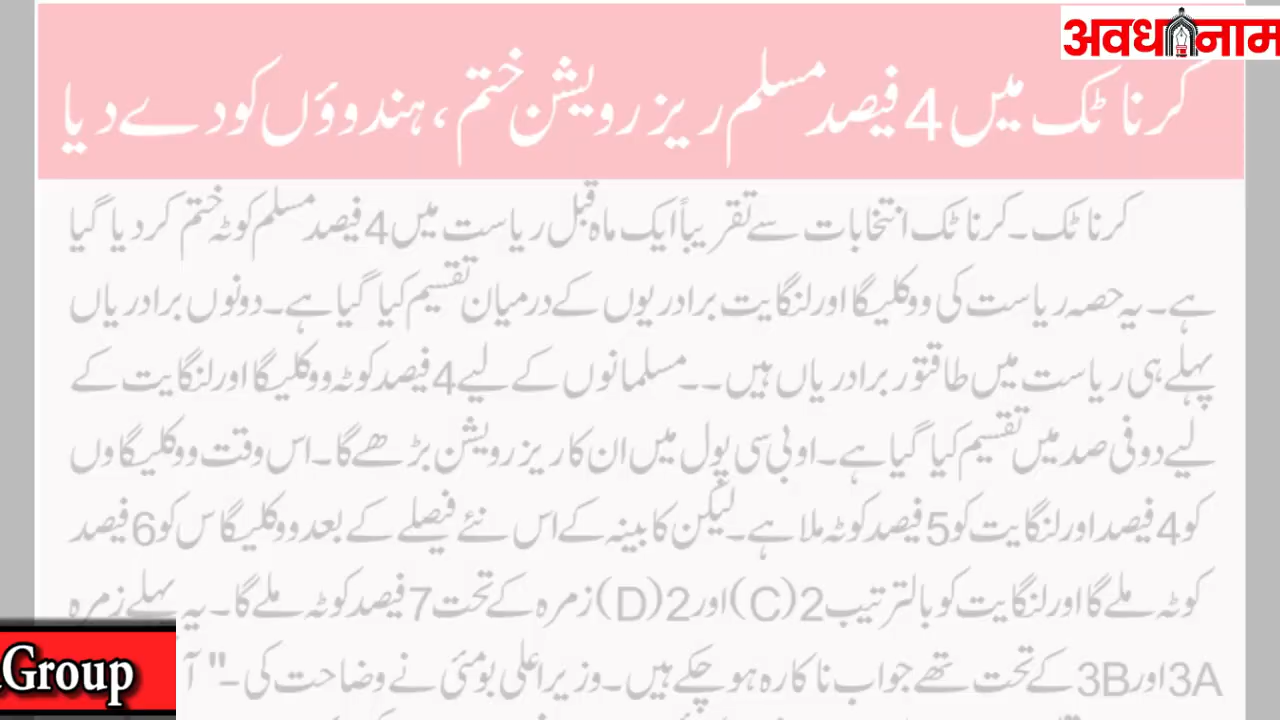 अवधनामा
کرناٹک میں 4 فیصد مسلم ریزرویشن ختم، ہندوؤں کو دے دیا
کرناٹک۔ کرناٹک انتخابات سے تقریباً ایک ماہ قبل ریاست میں 4 فیصد مسلم کوٹہ ختم کر دیا گیا
ہے۔ یہ حصہ ریاست کی ووکلیگا اور لنگایت برادریوں کے درمیان تقسیم کیا گیا ہے۔ دونوں برادریاں
پہلے ہی ریاست میں طاقتور برادریاں ہیں۔۔ مسلمانوں کے لیے 4 فیصد کوٹہ ووکلیگا اور لنگایت کے
لیے دو فی صد میں تقسیم کیا گیا ہے۔ او بی سی پول میں ان کا ریزرویشن بڑھے گا۔ اس وقت ووکلیگاوں
کو 4 فیصد اور لنگایت کو 5 فیصد کوٹہ ملا ہے۔ لیکن کابینہ کے اس نئے فیصلے کے بعد ووکلیگاس کو 6 فیصد
کوٹہ ملے گا اور لنگایت کو بالترتیب 2(C) اور 2(D) زمرہ کے تحت 7 فیصد کوٹہ ملے گا۔ یہ پہلے زمرہ
3A اور 3B کے تحت تھے جو اب ناکارہ ہو چکے ہیں۔ وزیر اعلی بومئی نے وضاحت کی۔"
Group